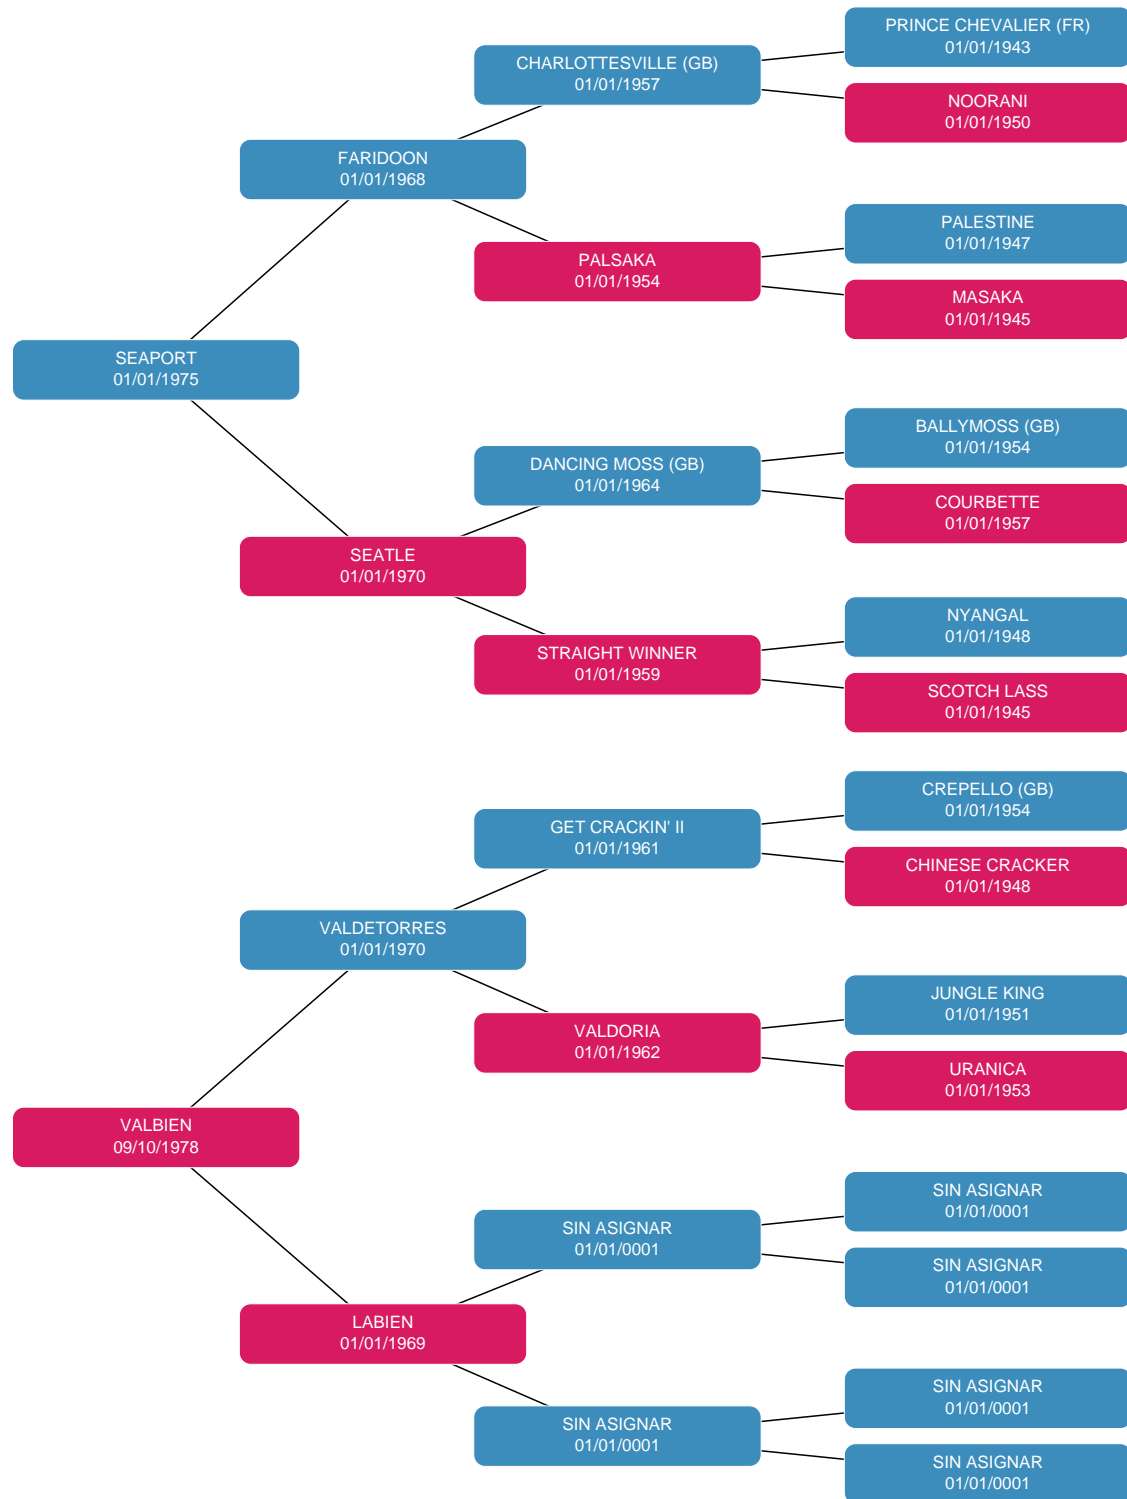 PRINCE CHEVALIER (FR)
01/01/1943
CHARLOTTESVILLE (GB)
01/01/1957
NOORANI
01/01/1950
FARIDOON
01/01/1968
PALESTINE
01/01/1947
PALSAKA
01/01/1954
MASAKA
01/01/1945
SEAPORT
01/01/1975
BALLYMOSS (GB)
01/01/1954
DANCING MOSS (GB)
01/01/1964
COURBETTE
01/01/1957
SEATLE
01/01/1970
NYANGAL
01/01/1948
STRAIGHT WINNER
01/01/1959
SCOTCH LASS
01/01/1945
CREPELLO (GB)
01/01/1954
GET CRACKIN' II
01/01/1961
CHINESE CRACKER
01/01/1948
VALDETORRES
01/01/1970
JUNGLE KING
01/01/1951
VALDORIA
01/01/1962
URANICA
01/01/1953
VALBIEN
09/10/1978
SIN ASIGNAR
01/01/0001
SIN ASIGNAR
01/01/0001
SIN ASIGNAR
01/01/0001
LABIEN
01/01/1969
SIN ASIGNAR
01/01/0001
SIN ASIGNAR
01/01/0001
SIN ASIGNAR
01/01/0001